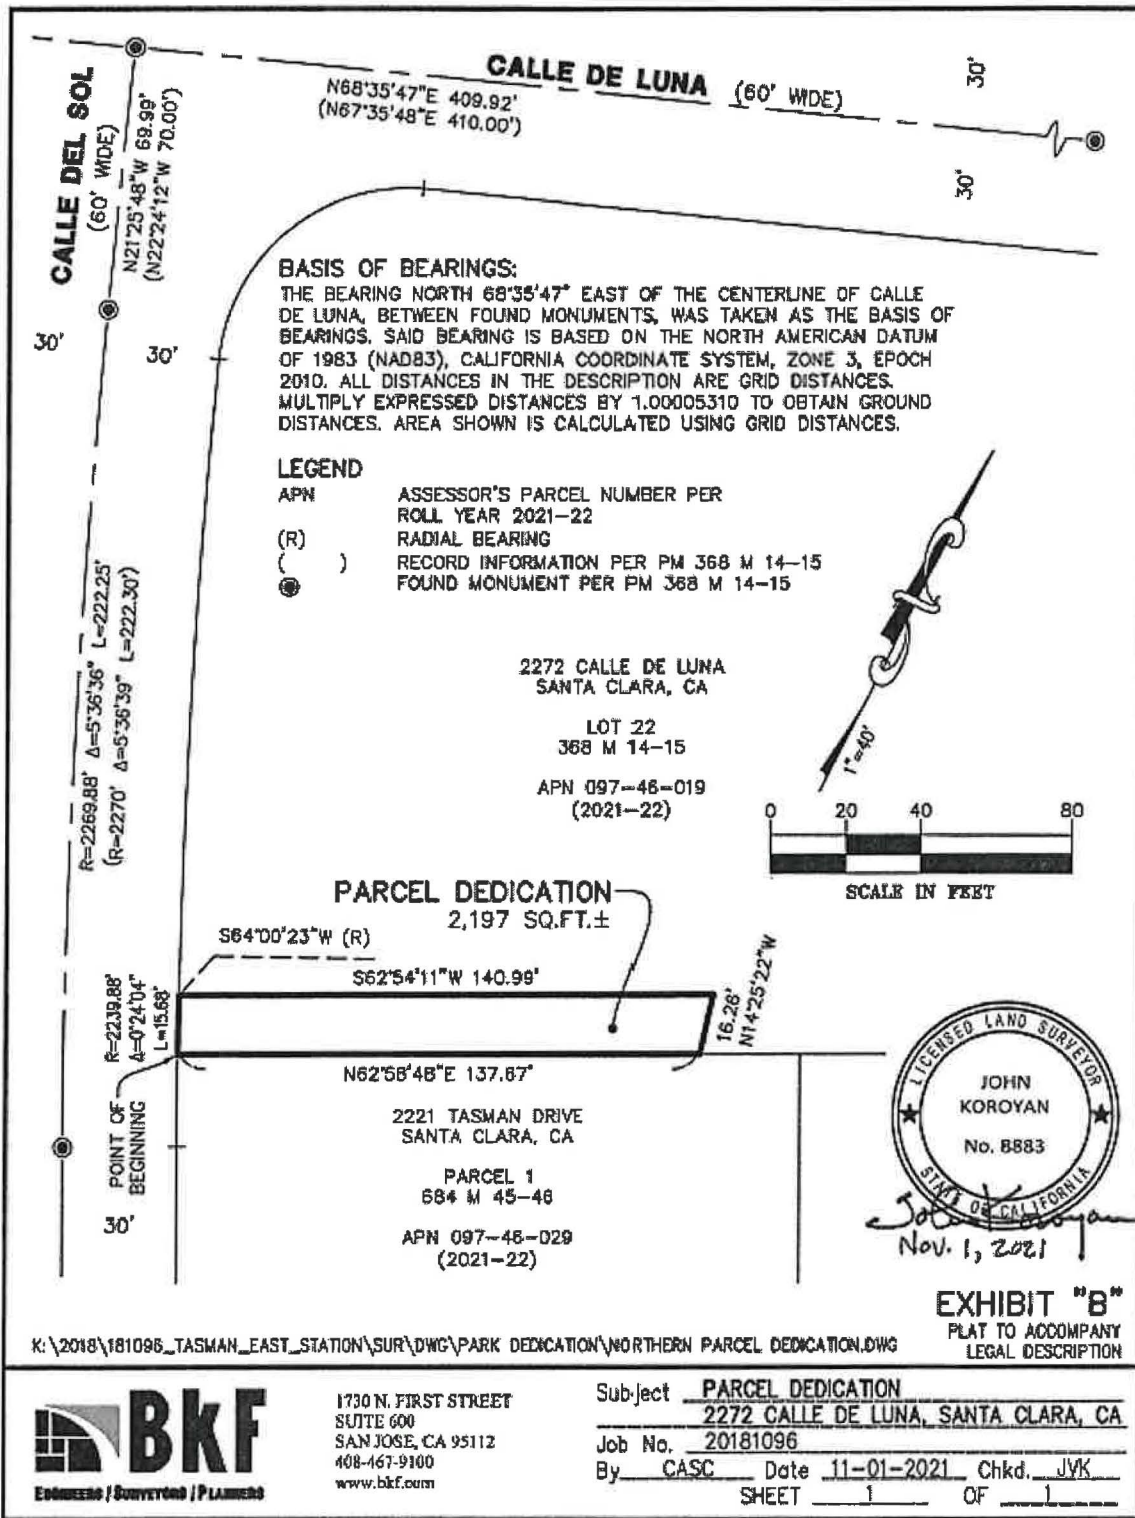 CALLE DE LUNA (60' WIDE)
N68°35'47"E 409.92'
(N67°35'48"E 410.00')
30'
30'
CALLE DEL SOL
(60' WIDE)
N21°25'48"W 69.99'
(N22°24'12"W 70.00')
30'
30'
BASIS OF BEARINGS:
THE BEARING NORTH 68°35'47" EAST OF THE CENTERLINE OF CALLE
DE LUNA, BETWEEN FOUND MONUMENTS, WAS TAKEN AS THE BASIS OF
BEARINGS. SAID BEARING IS BASED ON THE NORTH AMERICAN DATUM
OF 1983 (NAD83), CALIFORNIA COORDINATE SYSTEM, ZONE 3, EPOCH
2010. ALL DISTANCES IN THE DESCRIPTION ARE GRID DISTANCES.
MULTIPLY EXPRESSED DISTANCES BY 1.00005310 TO OBTAIN GROUND
DISTANCES. AREA SHOWN IS CALCULATED USING GRID DISTANCES.
LEGEND
APN ASSESSOR'S PARCEL NUMBER PER
ROLL YEAR 2021-22
(R) RADIAL BEARING
( ) RECORD INFORMATION PER PM 368 M 14-15
FOUND MONUMENT PER PM 368 M 14-15
R=2269.88' Δ=5°36'36" L=222.25'
(R=2270' Δ=5°36'39" L=222.30')
2272 CALLE DE LUNA
SANTA CLARA, CA
LOT 22
368 M 14-15
APN 097-46-019
(2021-22)
1"=40'
0 20 40 80
SCALE IN FEET
PARCEL DEDICATION
2,197 SQ.FT.±
S64°00'23"W (R)
S62°54'11"W 140.99'
16.26'
N14°25'22"W
R=2239.88'
Δ=0°24'04"
L=15.68'
N62°58'48"E 137.67'
POINT OF
BEGINNING
30'
2221 TASMAN DRIVE
SANTA CLARA, CA
PARCEL 1
684 M 45-46
APN 097-46-029
(2021-22)
LICENSED LAND SURVEYOR
JOHN
KOROYAN
No. 8883
STATE OF CALIFORNIA
John Koroyan
Nov. 1, 2021
EXHIBIT "B"
PLAT TO ACCOMPANY
LEGAL DESCRIPTION
K:\2018\181096_TASMAN_EAST_STATION\SUR\DWG\PARK DEDICATION\NORTHERN PARCEL DEDICATION.DWG
BKF
ENGINEERS / SURVEYORS / PLANNERS
1730 N. FIRST STREET
SUITE 600
SAN JOSE, CA 95112
408-467-9100
www.bkf.com
Subject PARCEL DEDICATION
2272 CALLE DE LUNA, SANTA CLARA, CA
Job No. 20181096
By CASC Date 11-01-2021 Chkd. JVK
SHEET 1 OF 1